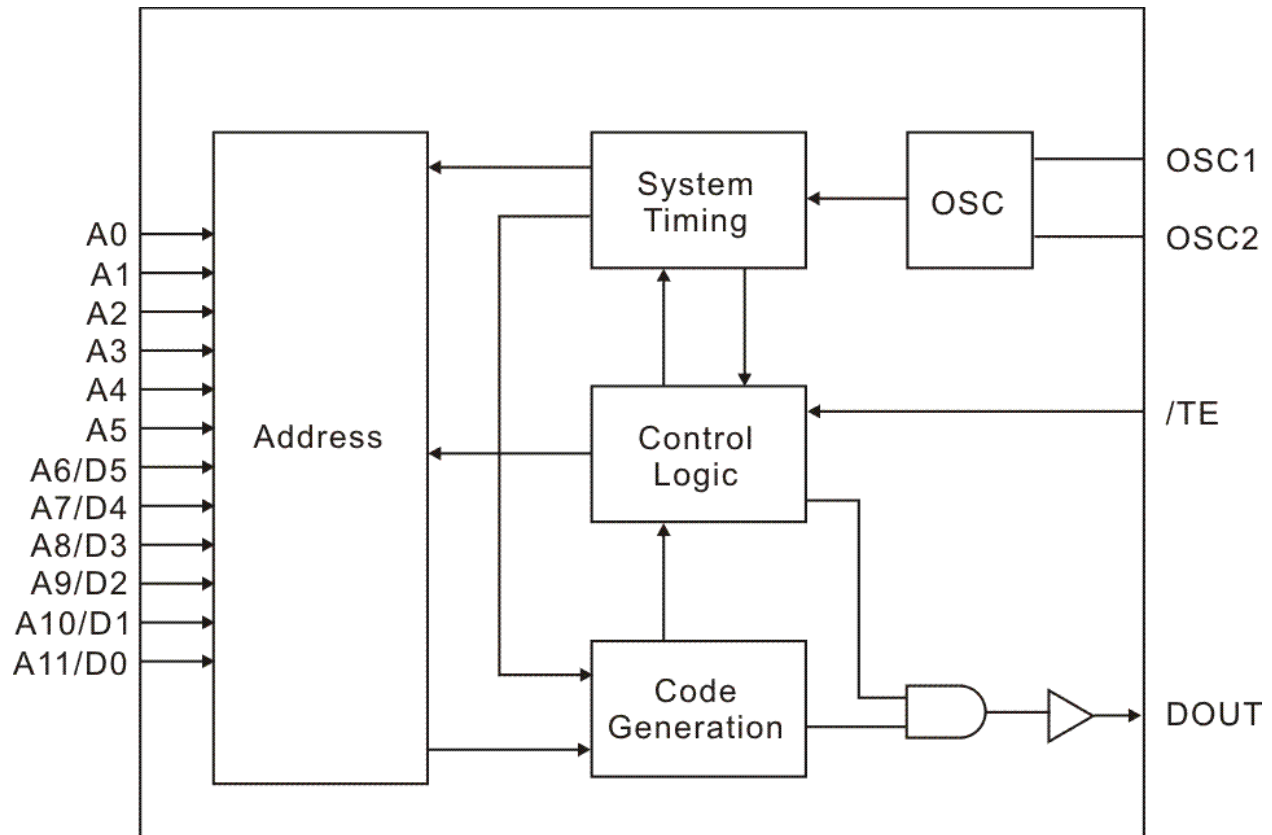 A0
A1
A2
A3
A4
A5
A6/D5
A7/D4
A8/D3
A9/D2
A10/D1
A11/D0
Address
System
Timing
Control
Logic
Code
Generation
OSC
OSC1
OSC2
/TE
DOUT